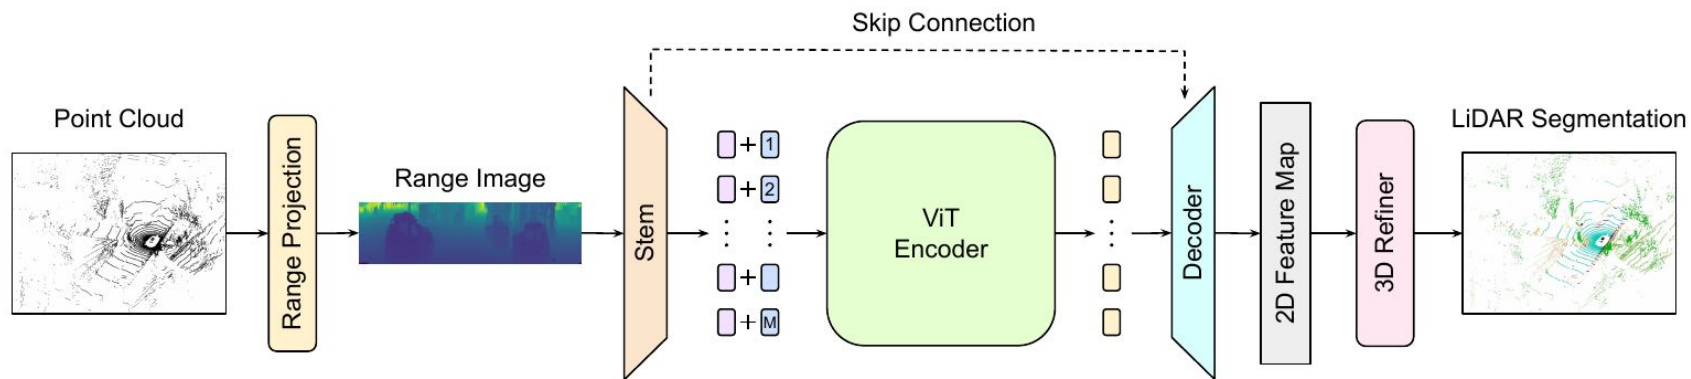 Skip Connection
Point Cloud
Range Projection
Range Image
Stem
+ 1
+ 2
+
+ M
ViT
Encoder
Decoder
2D Feature Map
3D Refiner
LiDAR Segmentation